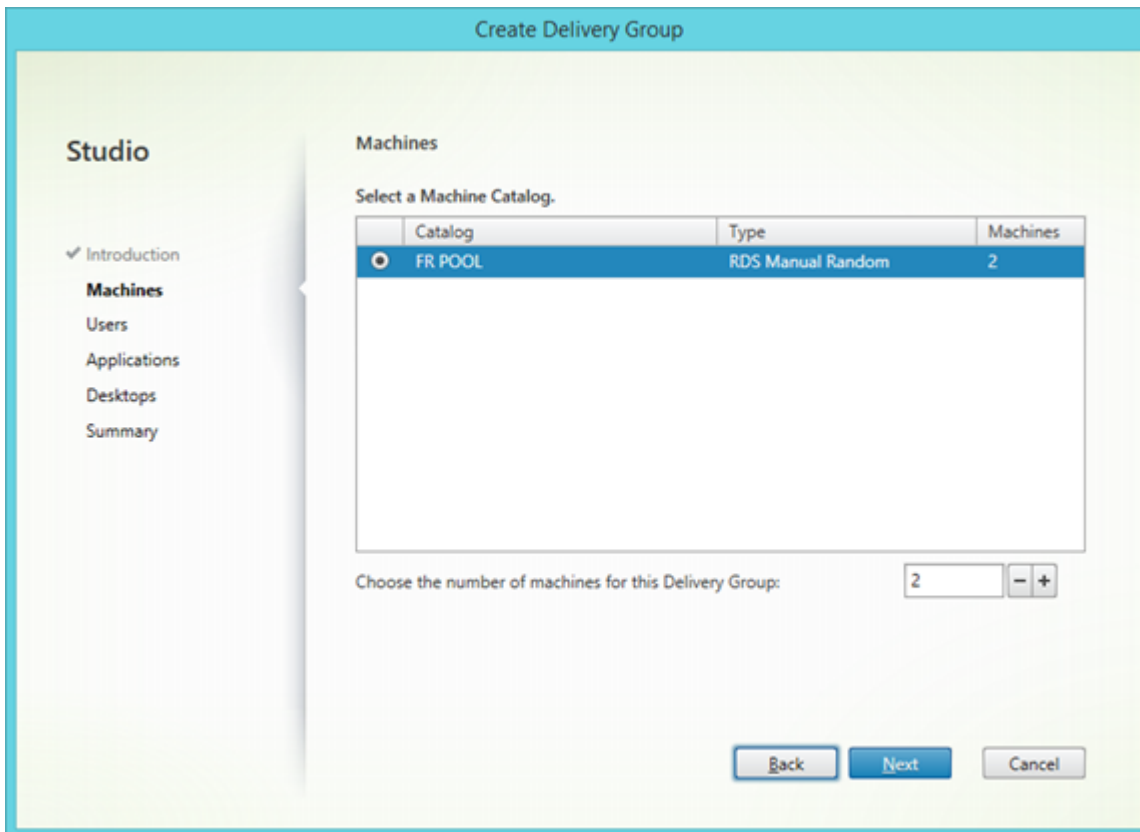 Create Delivery Group
Studio
✔ Introduction
Machines
Users
Applications
Desktops
Summary
Machines
Select a Machine Catalog.
Catalog Type Machines
FR POOL RDS Manual Random 2
Choose the number of machines for this Delivery Group: 2 − +
Back Next Cancel